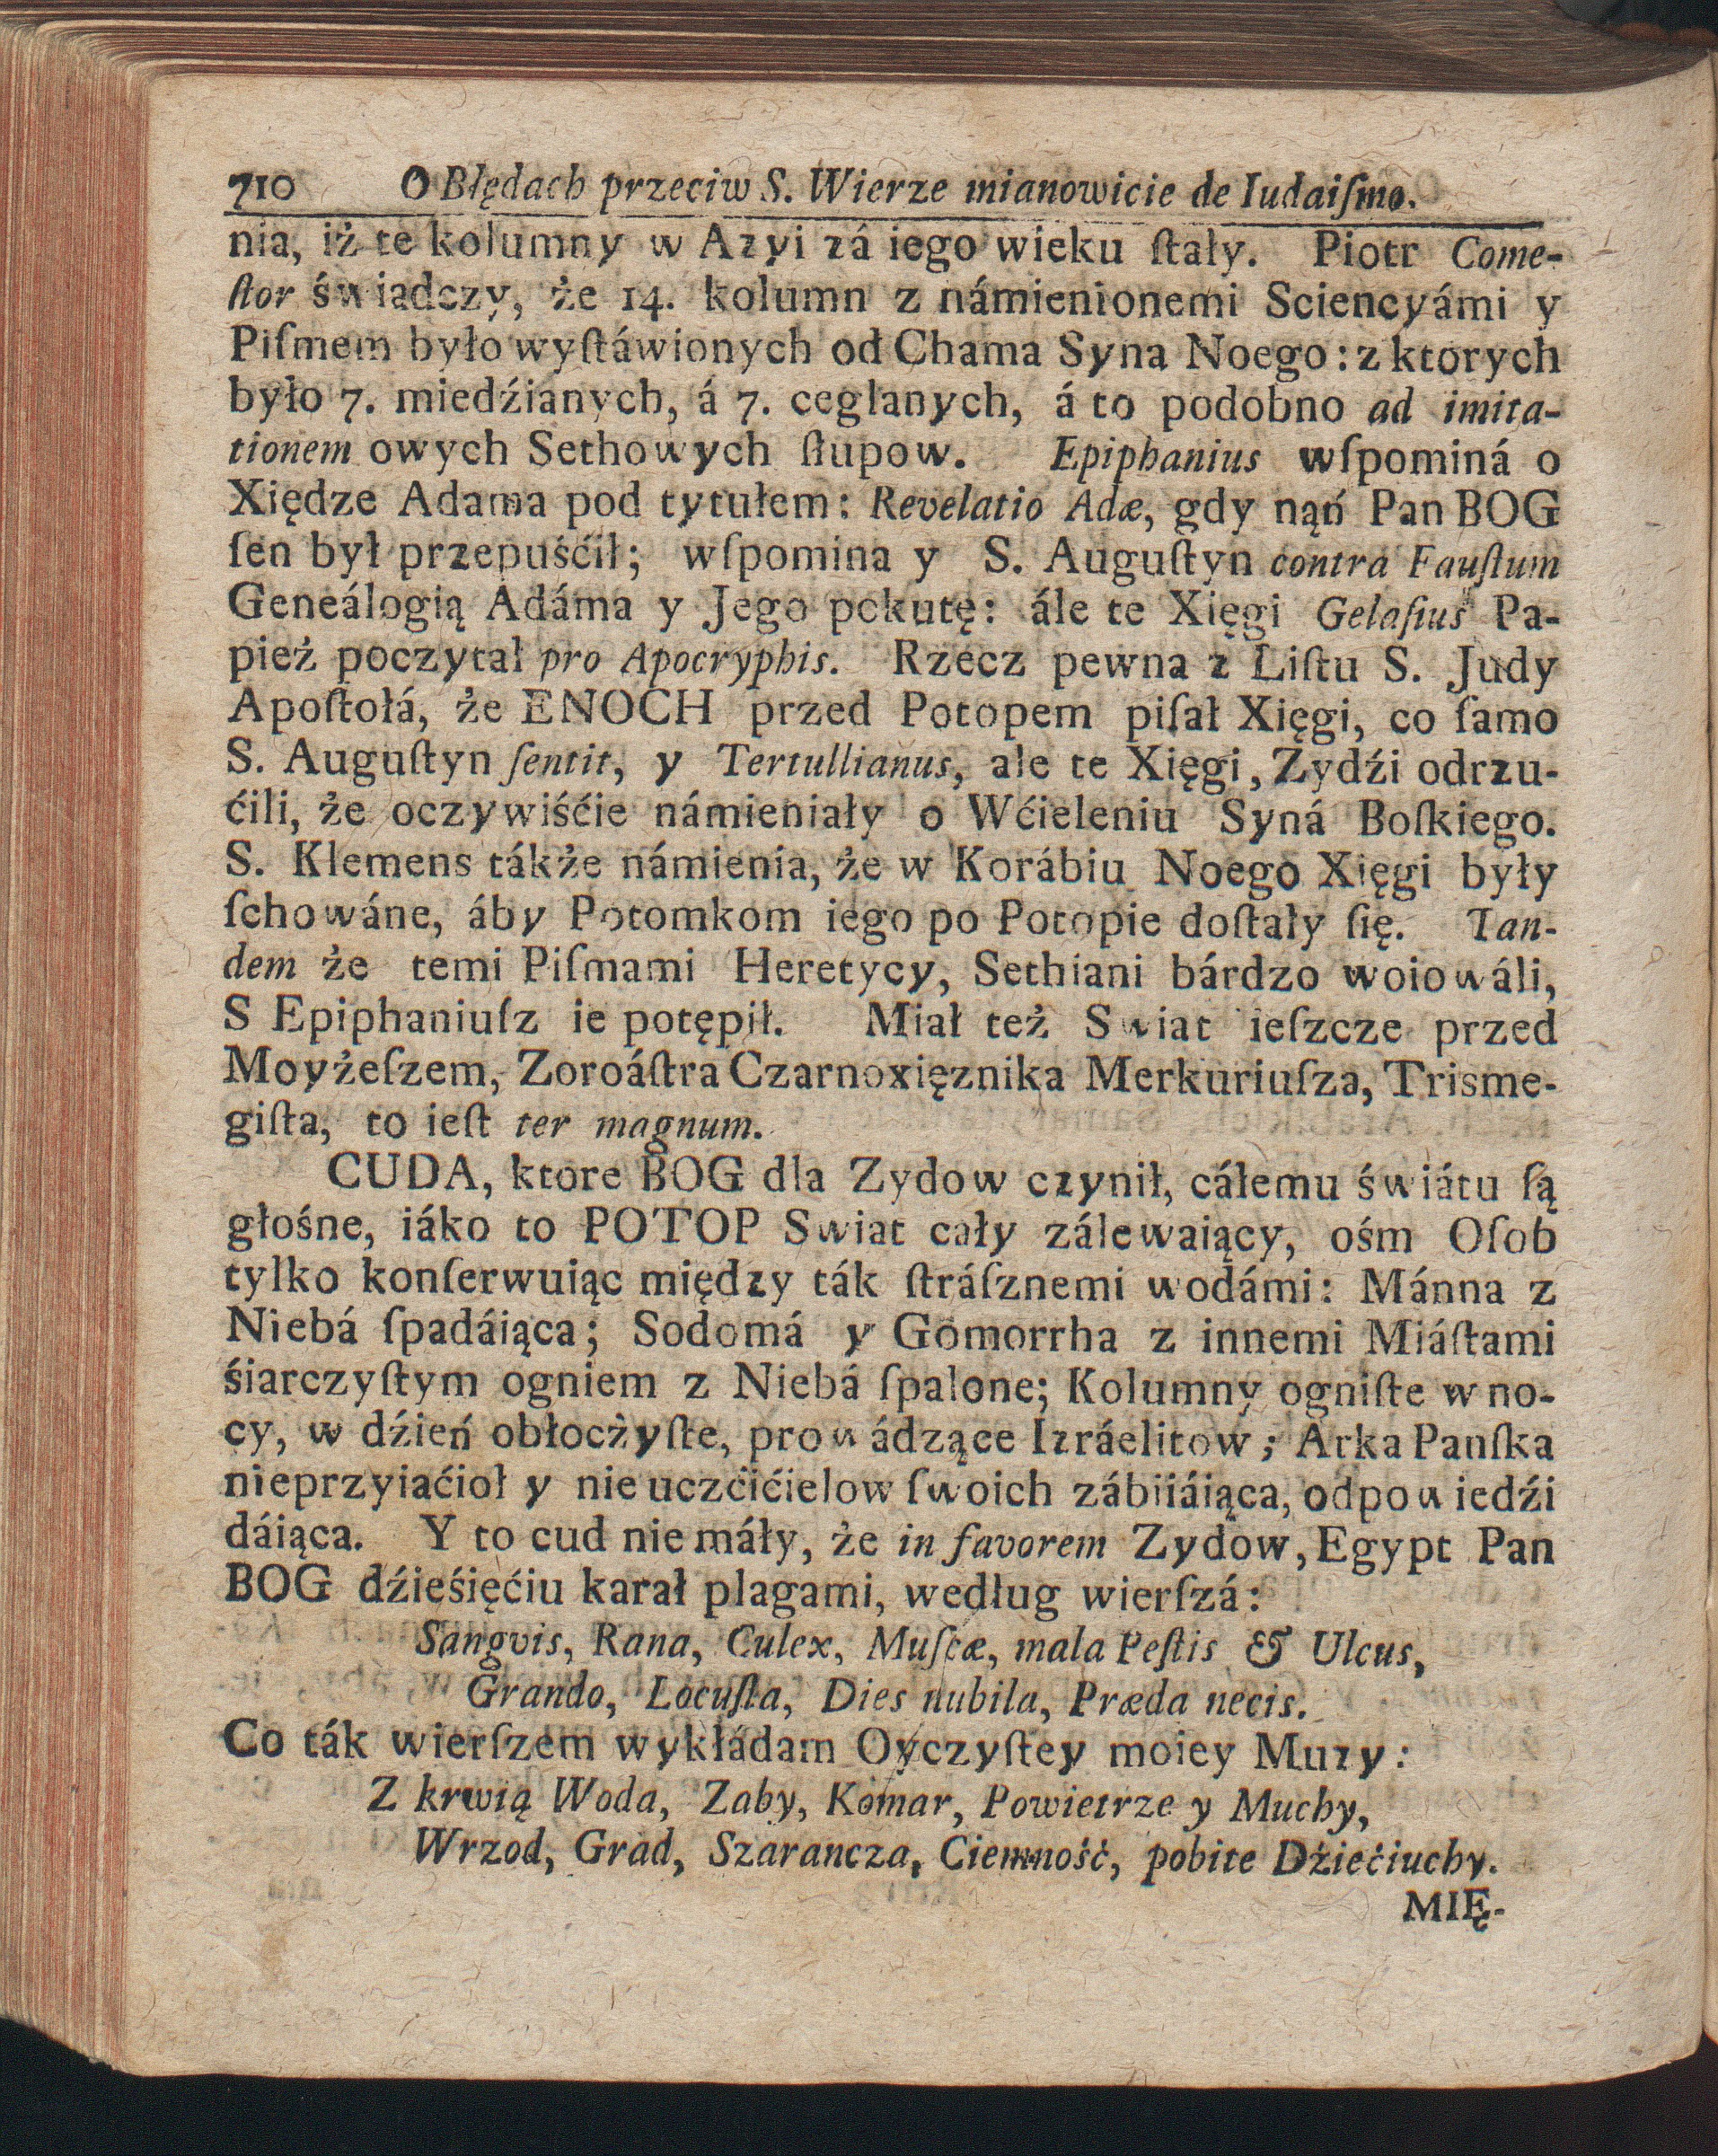 710 O Błędach przeciw S. Wierze mianowicie de Iudaiſmo.
nia, iż te kolumny w Azyi zá iego wieku ſtały. Piotr Come-
ſtor świadczy, że 14. kolumn z námienionemi Sciencyámi y
Piſmem było wyſtáwionych od Chama Syna Noego: z ktorych
było 7. miedźianych, á 7. ceglanych, á to podobno ad imita-
tionem owych Sethowych ſłupow. Epiphanius wſpominá o
Xiędze Adama pod tytułem: Revelatio Adæ, gdy nąń Pan BOG
ſen był przepuśćił; wſpomina y S. Auguſtyn contra Fauſtum
Geneálogią Adáma y Jego pokutę: ále te Xięgi Gelaſius Pa-
pież poczytał pro Apocryphis. Rzecz pewna z Liſtu S. Judy
Apoſtołá, że ENOCH przed Potopem piſał Xięgi, co ſamo
S. Auguſtyn ſentit, y Tertullianus, ale te Xięgi, Zydźi odrzu-
ćili, że oczywiśćie námieniały o Wćieleniu Syná Boſkiego.
S. Klemens tákże námienia, że w Korábiu Noego Xięgi były
ſchowáne, áby Potomkom iego po Potopie doſtały ſię. Tan-
dem że temi Piſmami Heretycy, Sethiani bárdzo woiowáli,
S Epiphaniuſz ie potępił. Miał też Swiat ieſzcze przed
Moyżeſzem, Zoroáſtra Czarnoxięznika Merkuriuſza, Trisme-
giſta, to ieſt ter magnum.
CUDA, ktore BOG dla Zydow czynił, cáłemu świátu ſą
głośne, iáko to POTOP Swiat cały zálewaiący, ośm Oſob
tylko konſerwuiąc między ták ſtráſznemi wodámi: Mánna z
Niebá ſpadáiąca; Sodomá y Gomorrha z innemi Miáſtami
śiarczyſtym ogniem z Niebá ſpalone; Kolumny ogniſte w no-
cy, w dźień obłocżyſte, prowádzące Izráelitow; Arka Panſka
nieprzyiaćioł y nieuczćićielow ſwoich zábiiáiąca, odpowiedźi
dáiąca. Y to cud nie máły, że in favorem Zydow, Egypt Pan
BOG dźieśięćiu karał plagami, według wierſzá:
Sangvis, Rana, Culex, Muſcæ, mala Peſtis & Ulcus,
Grando, Locuſta, Dies nubila, Præda necis.
Co ták wierſzem wykłádam Oyczyſtey moiey Muzy:
Z krwią Woda, Zaby, Komar, Powietrze y Muchy,
Wrzod, Grad, Szarancza, Ciemność, pobite Dźiećiuchy.
MIĘ-